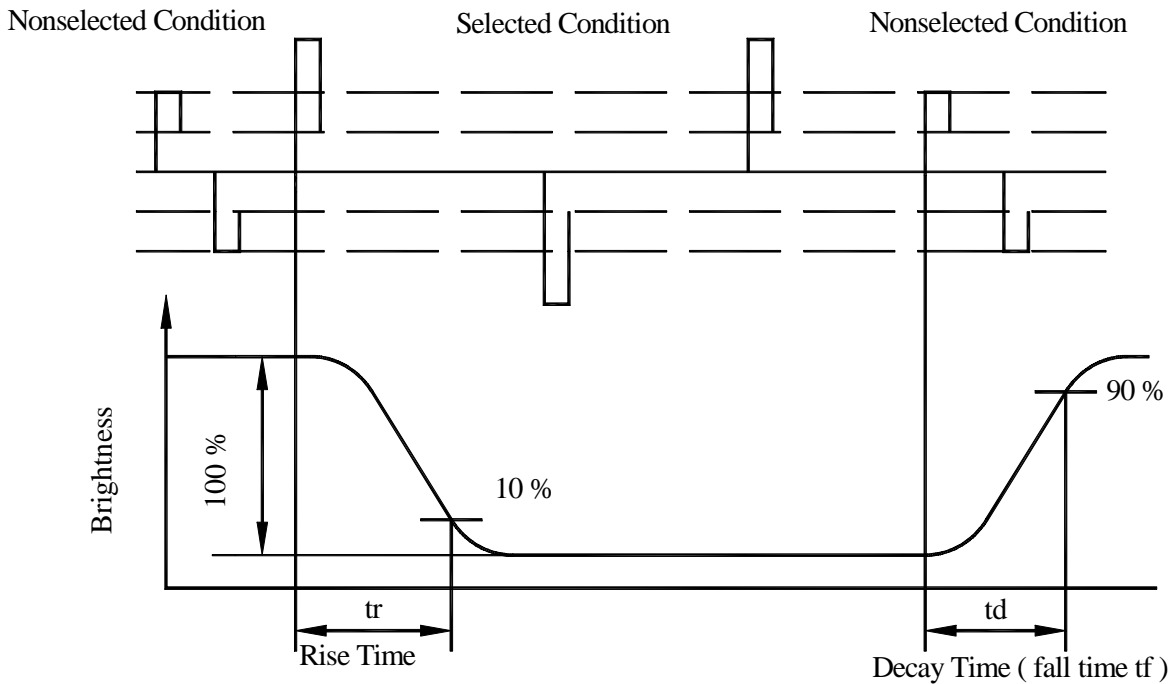 Nonselected Condition
Selected Condition
Nonselected Condition
Brightness
100 %
10 %
90 %
tr
Rise Time
td
Decay Time ( fall time tf )